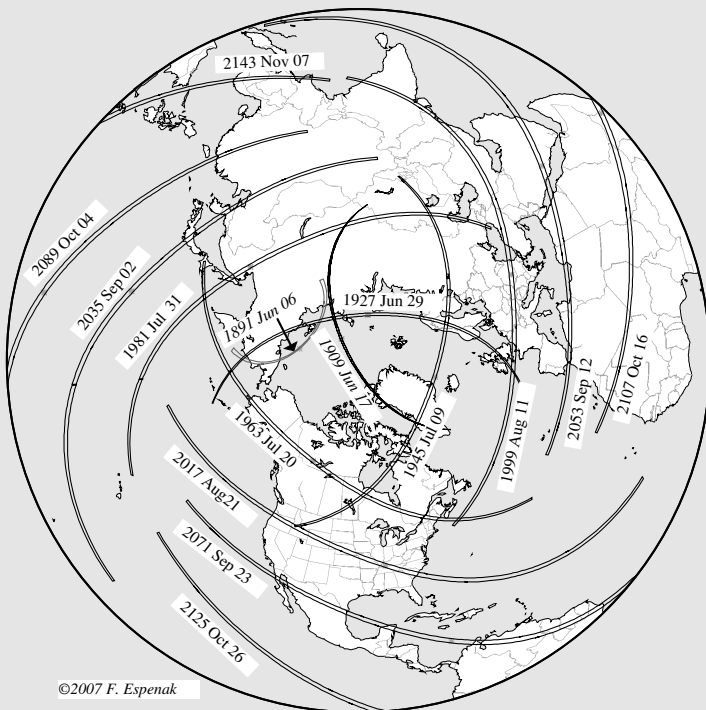 2143 Nov 07
2089 Oct 04
2035 Sep 02
1981 Jul 31
1891 Jun 06
1927 Jun 29
1909 Jun 17
1963 Jul 20
1945 Jul 09
1999 Aug 11
2053 Sep 12
2107 Oct 16
2017 Aug21
2071 Sep 23
2125 Oct 26
©2007 F. Espenak